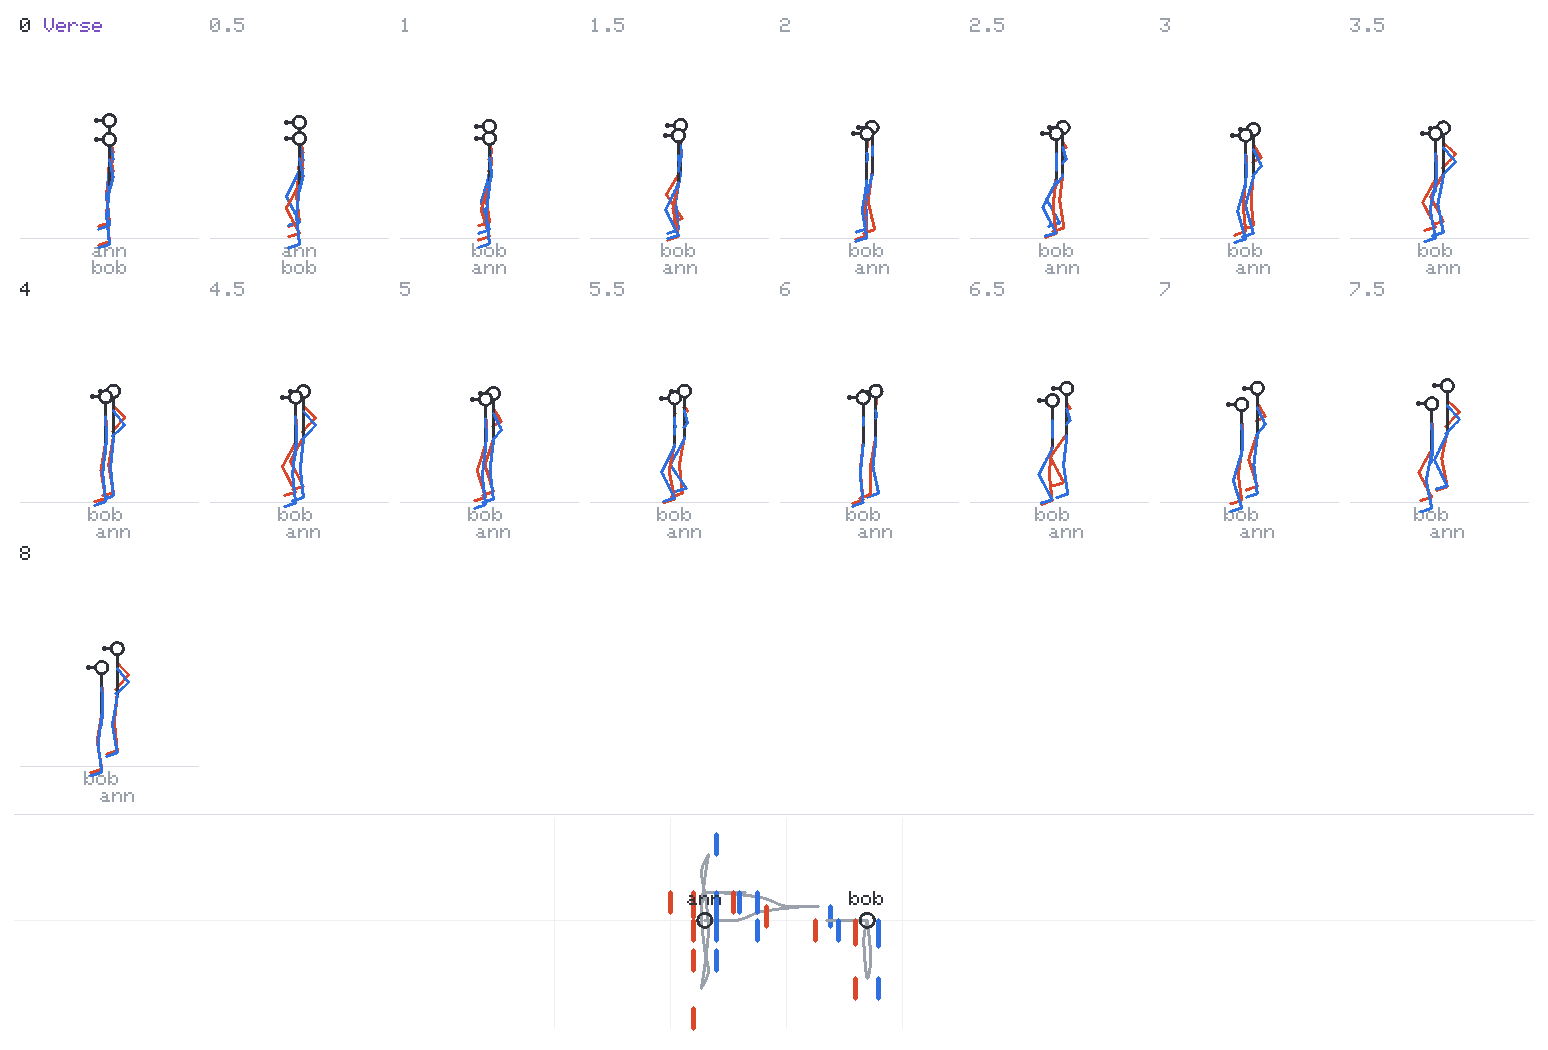 0 Verse 0.5 1 1.5 2 2.5 3 3.5
ann ann bob bob bob bob bob bob
bob bob ann ann ann ann ann ann
4 4.5 5 5.5 6 6.5 7 7.5
bob bob bob bob bob bob bob bob
ann ann ann ann ann ann ann ann
8
bob
ann
ann bob